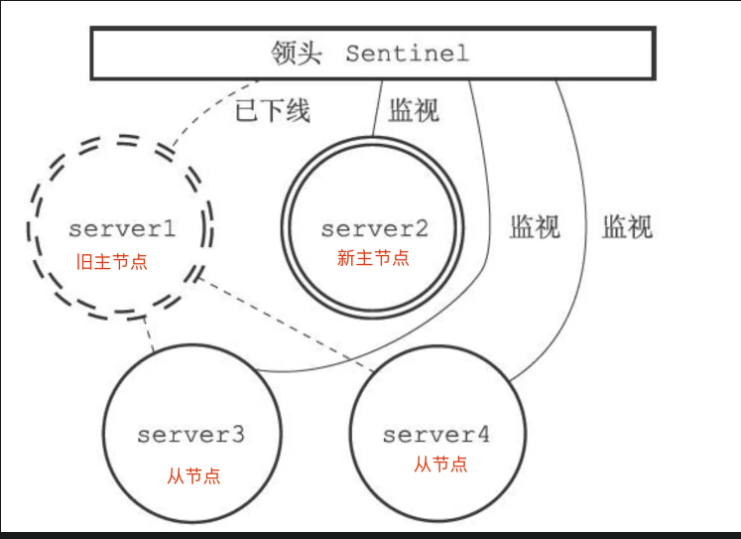 领头 Sentinel
已下线
监视
server1
旧主节点
server2
新主节点
监视
监视
server3
从节点
server4
从节点